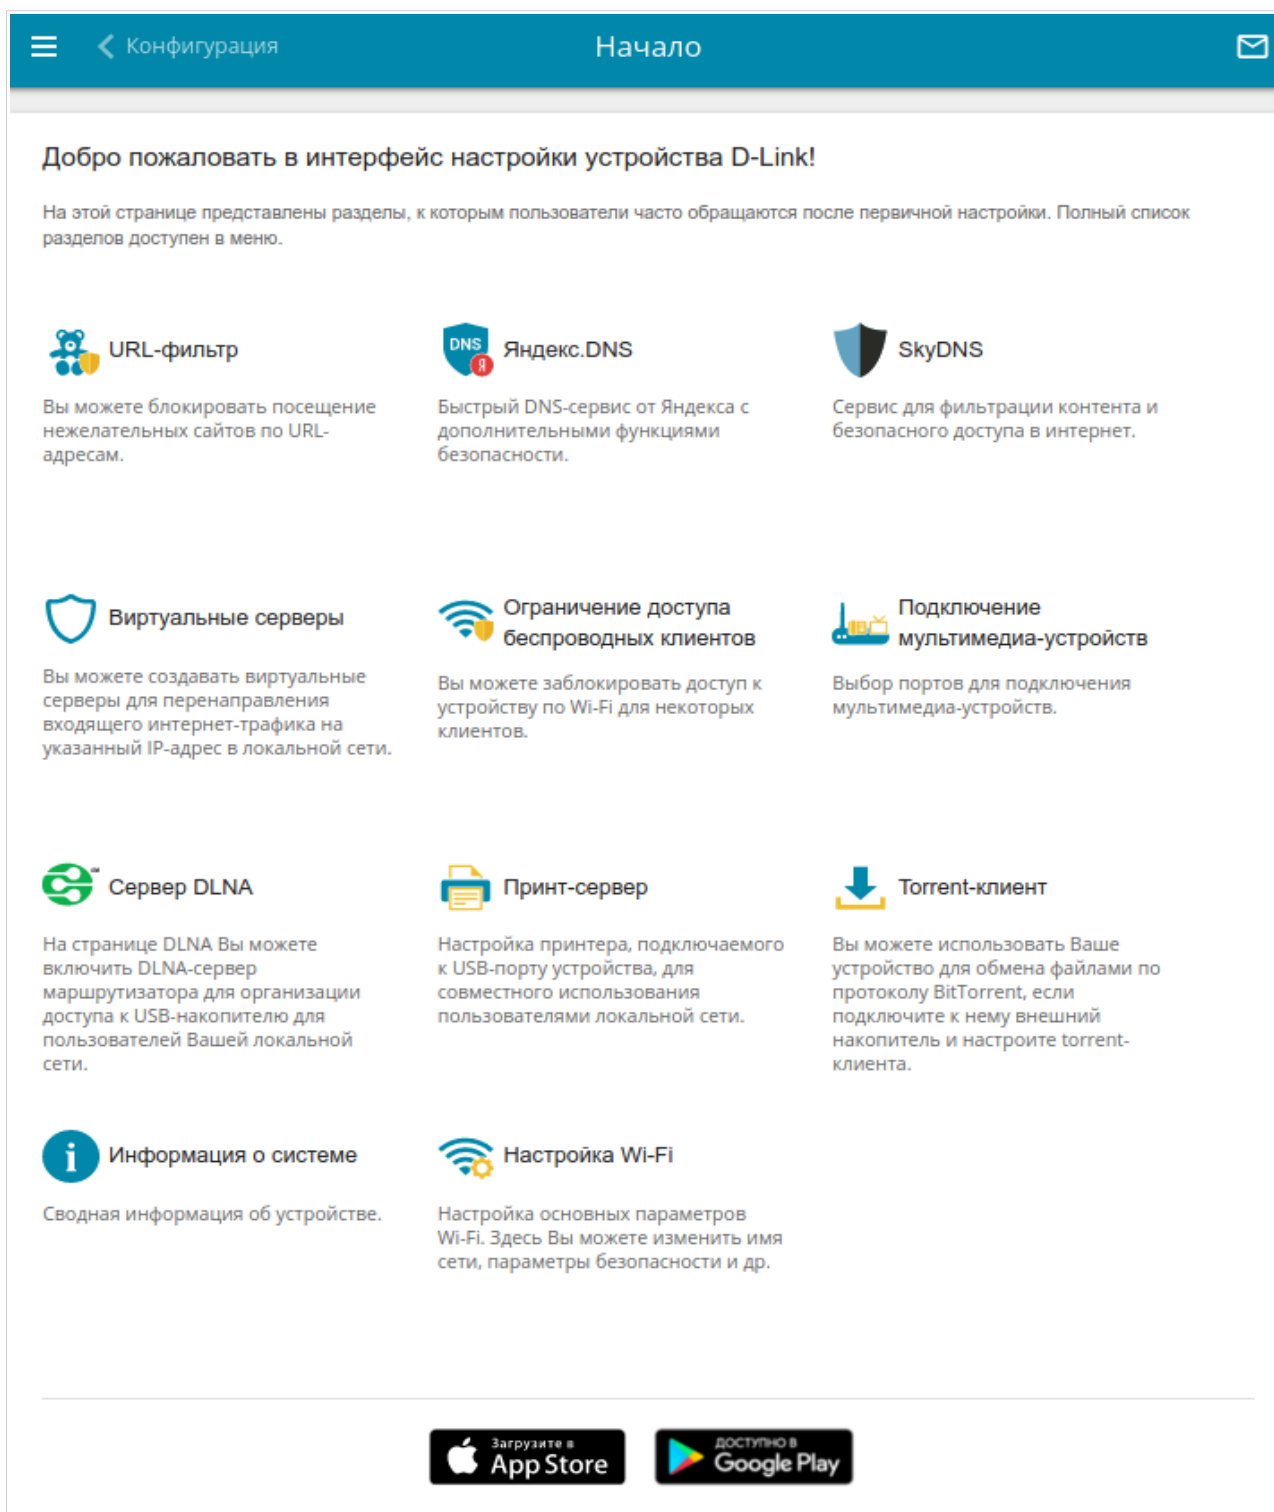 Конфигурация
Начало
Добро пожаловать в интерфейс настройки устройства D-Link!
На этой странице представлены разделы, к которым пользователи часто обращаются после первичной настройки. Полный список
разделов доступен в меню.
URL-фильтр
Вы можете блокировать посещение
нежелательных сайтов по URL-
адресам.
DNS
Я
Яндекс.DNS
Быстрый DNS-сервис от Яндекса с
дополнительными функциями
безопасности.
SkyDNS
Сервис для фильтрации контента и
безопасного доступа в интернет.
Виртуальные серверы
Вы можете создавать виртуальные
серверы для перенаправления
входящего интернет-трафика на
указанный IP-адрес в локальной сети.
Ограничение доступа
беспроводных клиентов
Вы можете заблокировать доступ к
устройству по Wi-Fi для некоторых
клиентов.
Подключение
мультимедиа-устройств
Выбор портов для подключения
мультимедиа-устройств.
Сервер DLNA
На странице DLNA Вы можете
включить DLNA-сервер
маршрутизатора для организации
доступа к USB-накопителю для
пользователей Вашей локальной
сети.
Принт-сервер
Настройка принтера, подключаемого
к USB-порту устройства, для
совместного использования
пользователями локальной сети.
Torrent-клиент
Вы можете использовать Ваше
устройство для обмена файлами по
протоколу BitTorrent, если
подключите к нему внешний
накопитель и настроите torrent-
клиента.
Информация о системе
Сводная информация об устройстве.
Настройка Wi-Fi
Настройка основных параметров
Wi-Fi. Здесь Вы можете изменить имя
сети, параметры безопасности и др.
Загрузите в
App Store
ДОСТУПНО В
Google Play